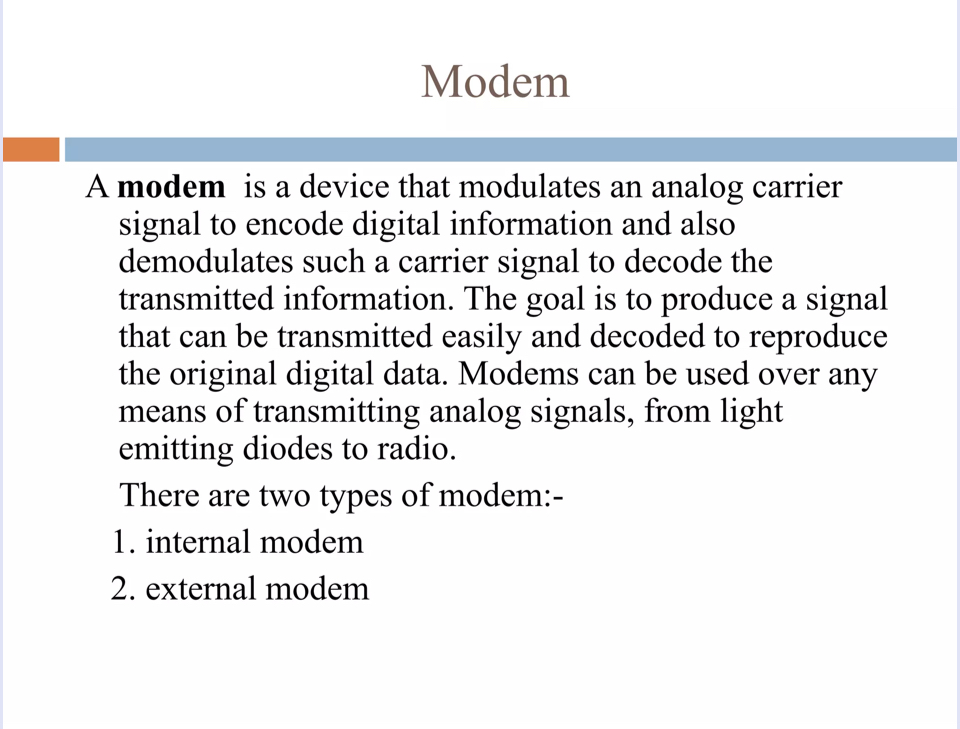 Modem
A modem is a device that modulates an analog carrier
signal to encode digital information and also
demodulates such a carrier signal to decode the
transmitted information. The goal is to produce a signal
that can be transmitted easily and decoded to reproduce
the original digital data. Modems can be used over any
means of transmitting analog signals, from light
emitting diodes to radio.
There are two types of modem:-
1. internal modem
2. external modem